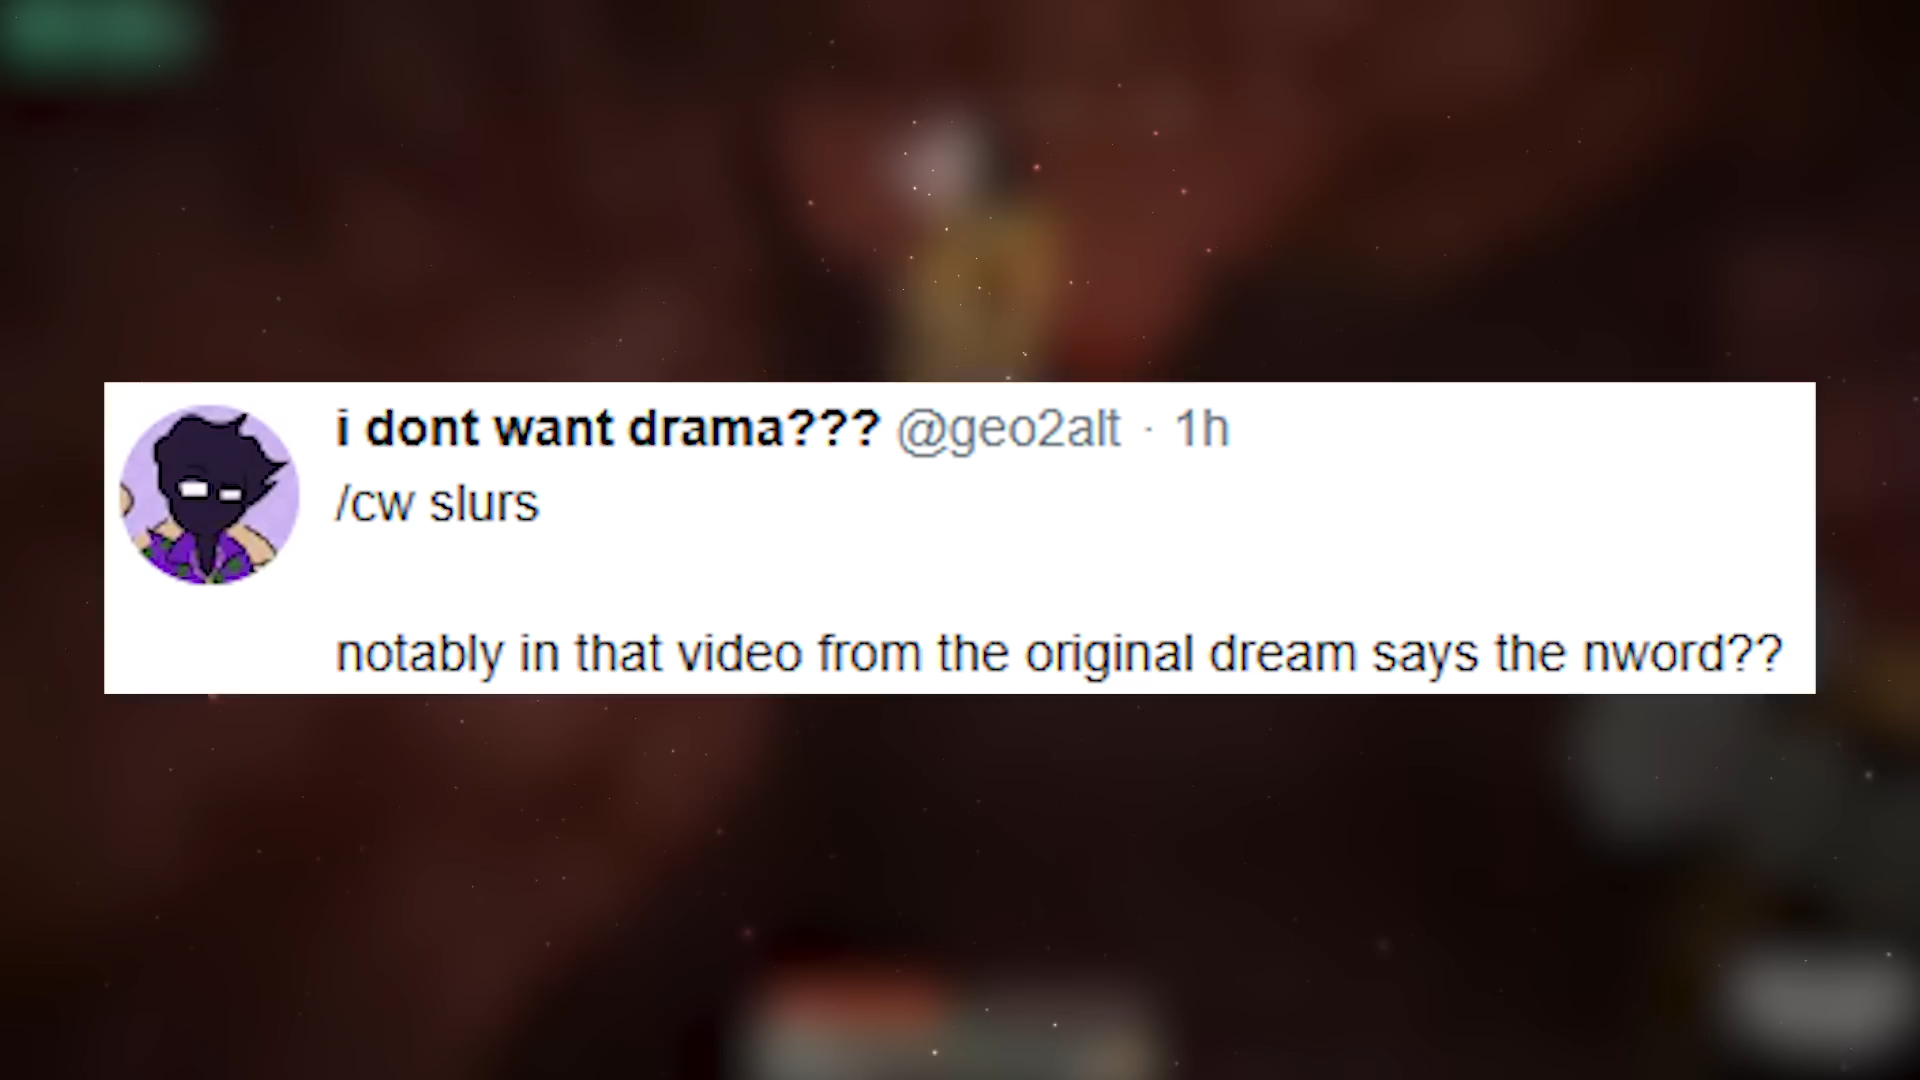 i dont want drama??? @geo2alt · 1h
/cw slurs
notably in that video from the original dream says the nword??